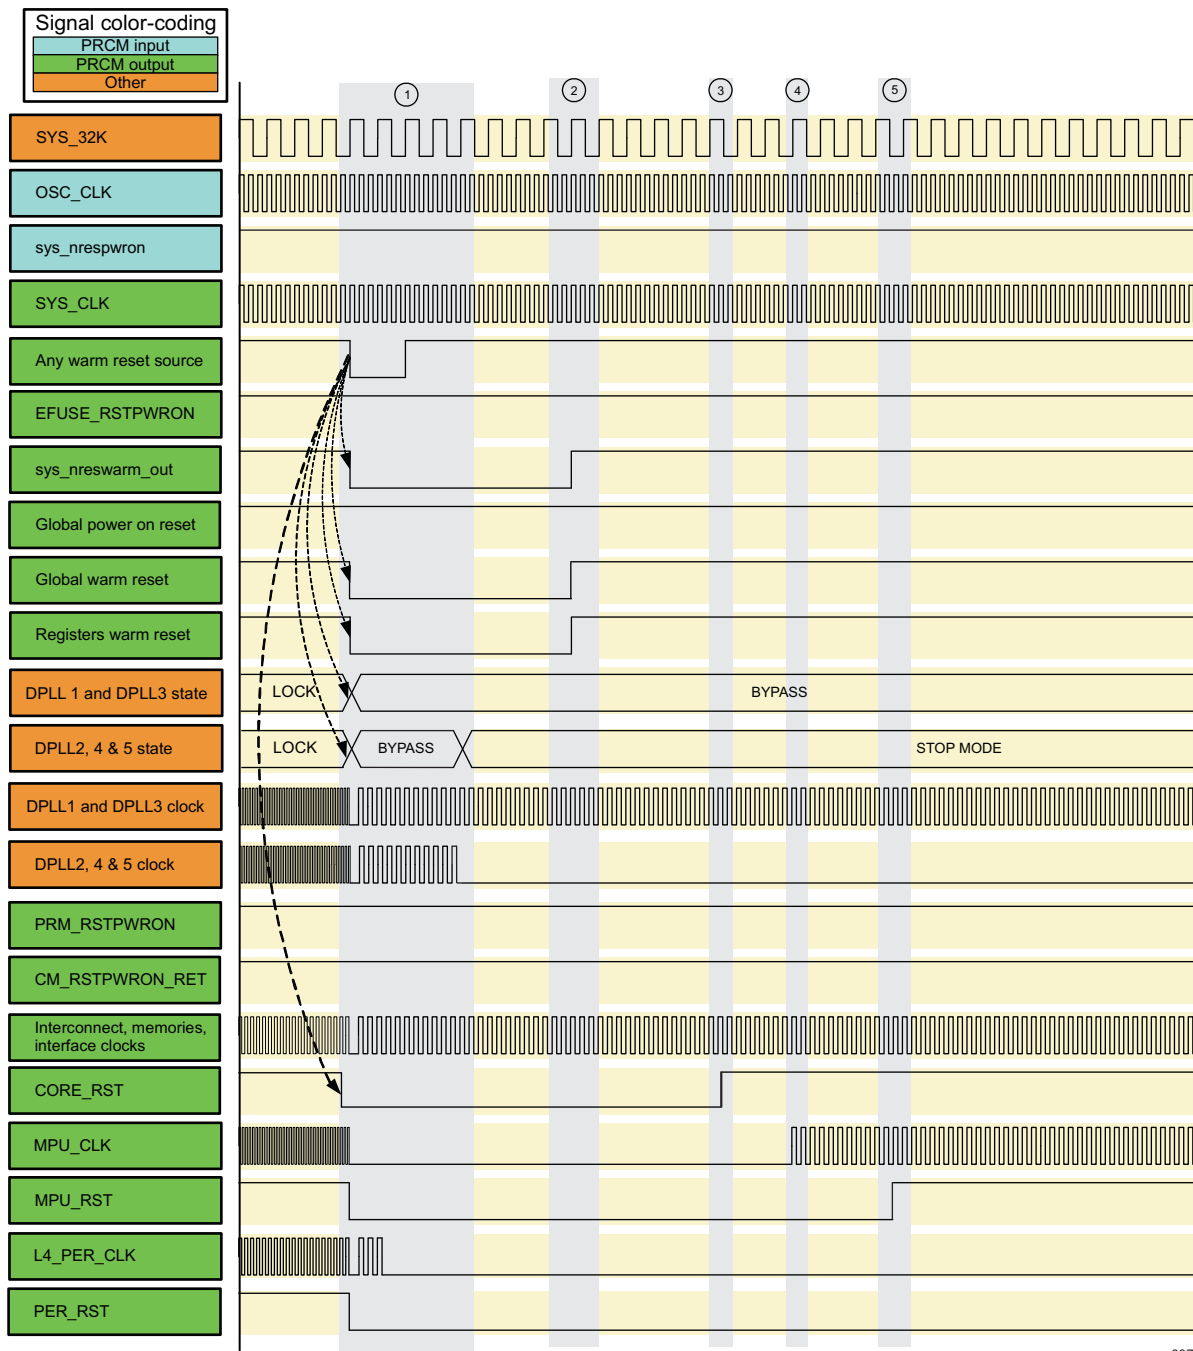 Signal color-coding
PRCM input
PRCM output
Other
1
2
3
4
5
SYS_32K
OSC_CLK
sys_nrespwron
SYS_CLK
Any warm reset source
EFUSE_RSTPWRON
sys_nreswarm_out
Global power on reset
Global warm reset
Registers warm reset
DPLL 1 and DPLL3 state
LOCK
BYPASS
DPLL2, 4 & 5 state
LOCK
BYPASS
STOP MODE
DPLL1 and DPLL3 clock
DPLL2, 4 & 5 clock
PRM_RSTPWRON
CM_RSTPWRON_RET
Interconnect, memories,
interface clocks
CORE_RST
MPU_CLK
MPU_RST
L4_PER_CLK
PER_RST